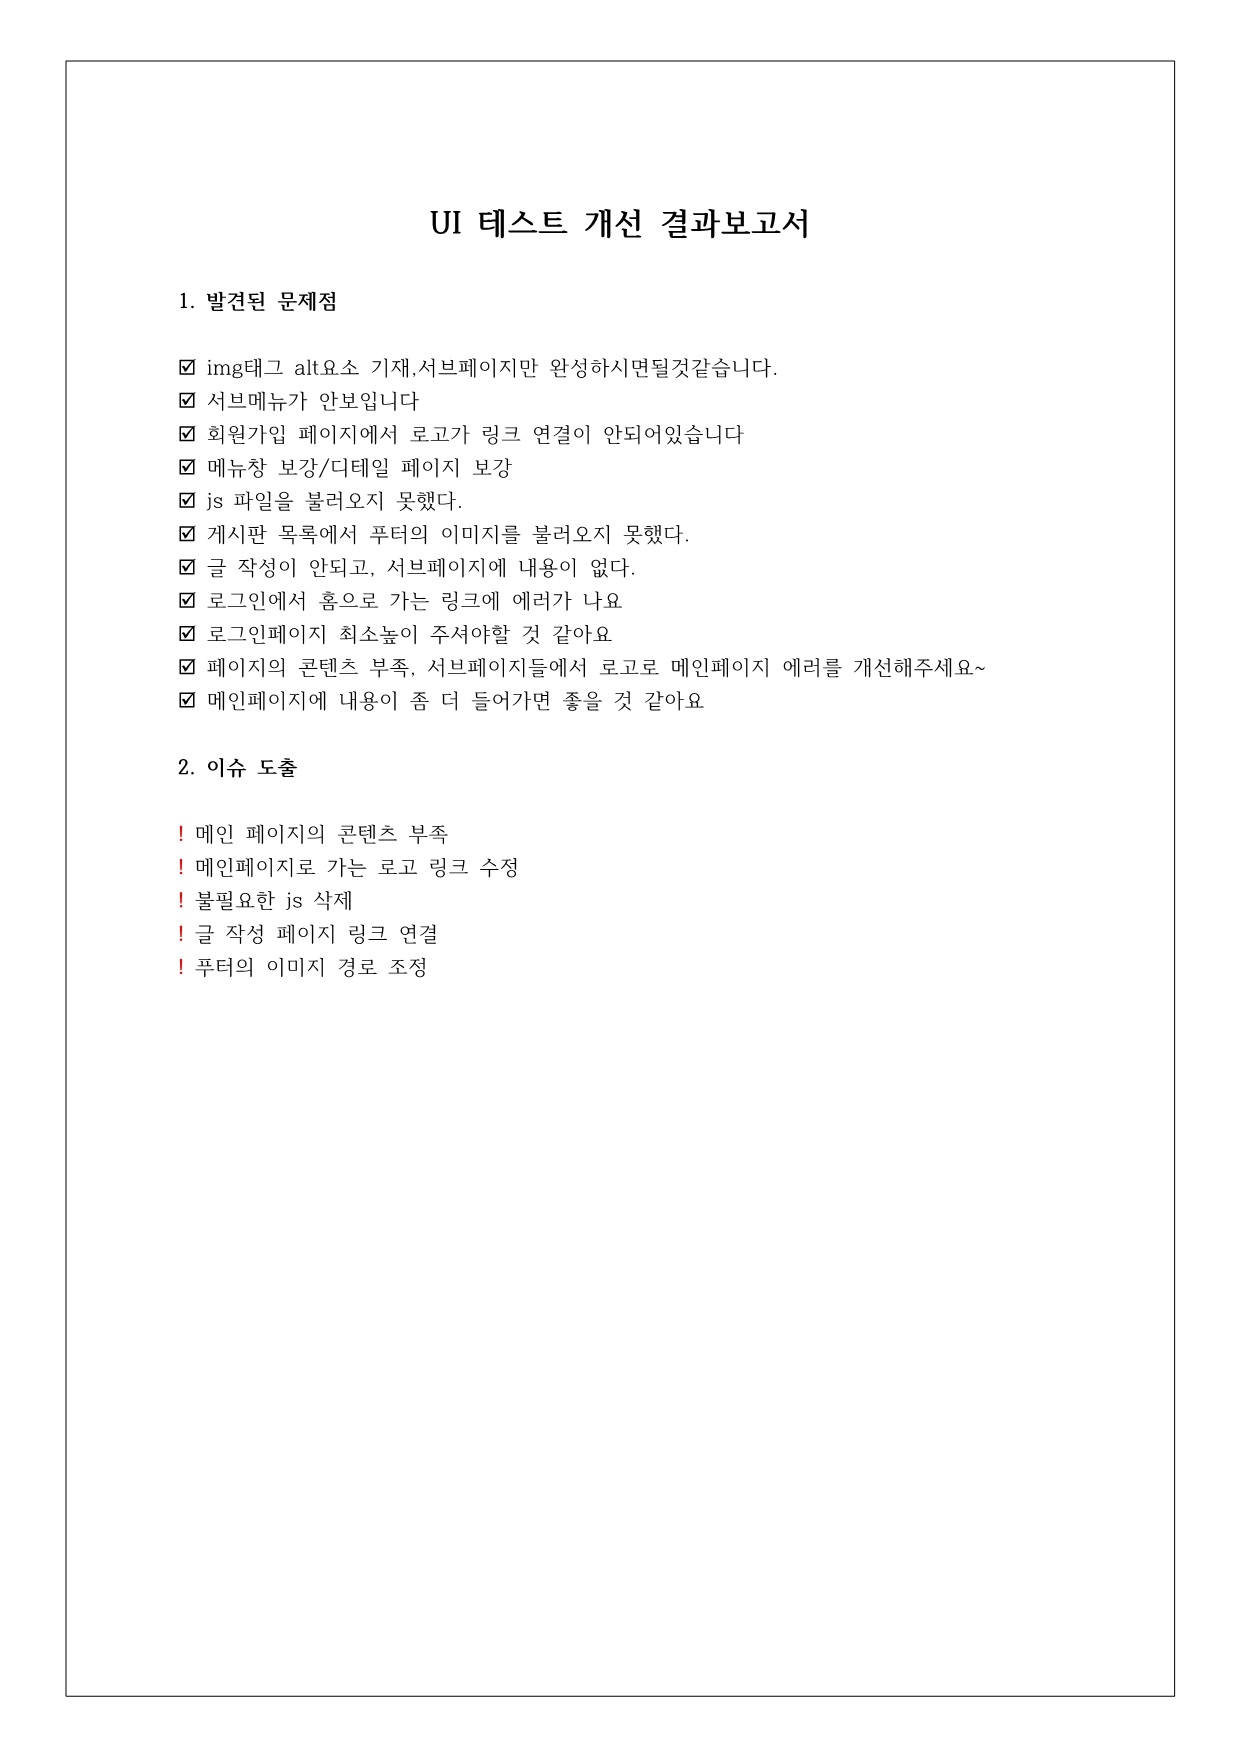 UI 테스트 개선 결과보고서
1. 발견된 문제점
☑ img태그 alt요소 기재,서브페이지만 완성하시면될것같습니다.
☑ 서브메뉴가 안보입니다
☑ 회원가입 페이지에서 로고가 링크 연결이 안되어있습니다
☑ 메뉴창 보강/디테일 페이지 보강
☑ js 파일을 불러오지 못했다.
☑ 게시판 목록에서 푸터의 이미지를 불러오지 못했다.
☑ 글 작성이 안되고, 서브페이지에 내용이 없다.
☑ 로그인에서 홈으로 가는 링크에 에러가 나요
☑ 로그인페이지 최소높이 주셔야할 것 같아요
☑ 페이지의 콘텐츠 부족, 서브페이지들에서 로고로 메인페이지 에러를 개선해주세요~
☑ 메인페이지에 내용이 좀 더 들어가면 좋을 것 같아요
2. 이슈 도출
! 메인 페이지의 콘텐츠 부족
! 메인페이지로 가는 로고 링크 수정
! 불필요한 js 삭제
! 글 작성 페이지 링크 연결
! 푸터의 이미지 경로 조정